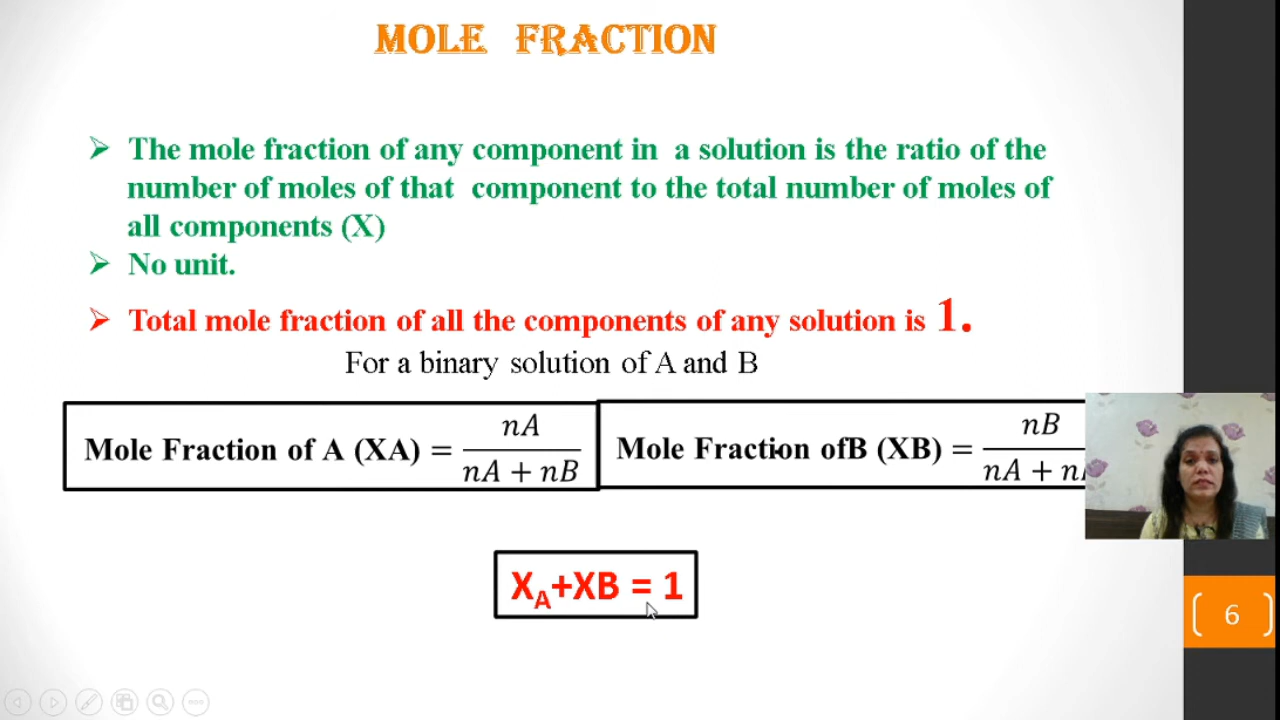 MOLE FRACTION
➢ The mole fraction of any component in a solution is the ratio of the
number of moles of that component to the total number of moles of
all components (X)
➢ No unit.
➢ Total mole fraction of all the components of any solution is 1.
For a binary solution of A and B
Mole Fraction of A (XA) = nA / nA + nB
Mole Fraction ofB (XB) = nB / nA + n
X_A+XB = 1
[ 6 ]